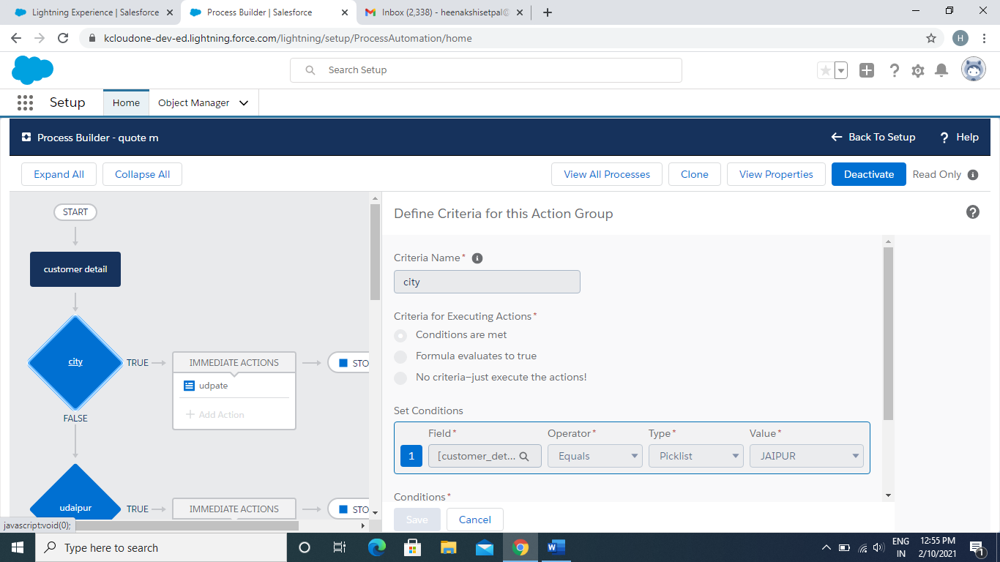 Lightning Experience | Salesforce
Process Builder | Salesforce
Inbox (2,338) - heenakshisetpal@
kcloudone-dev-ed.lightning.force.com/lightning/setup/ProcessAutomation/home
H
Search Setup
Setup
Home
Object Manager
Process Builder - quote m
Back To Setup
? Help
Expand All
Collapse All
View All Processes
Clone
View Properties
Deactivate
Read Only
START
customer detail
city
TRUE
IMMEDIATE ACTIONS
STO
udpate
+ Add Action
FALSE
udaipur
TRUE
IMMEDIATE ACTIONS
STO
javascript:void(0);
Define Criteria for this Action Group
Criteria Name*
city
Criteria for Executing Actions*
Conditions are met
Formula evaluates to true
No criteria—just execute the actions!
Set Conditions
Field* Operator* Type* Value*
1 [customer_det... Equals Picklist JAIPUR
Conditions*
Save
Cancel
Type here to search
ENG
IN
12:55 PM
2/10/2021
1